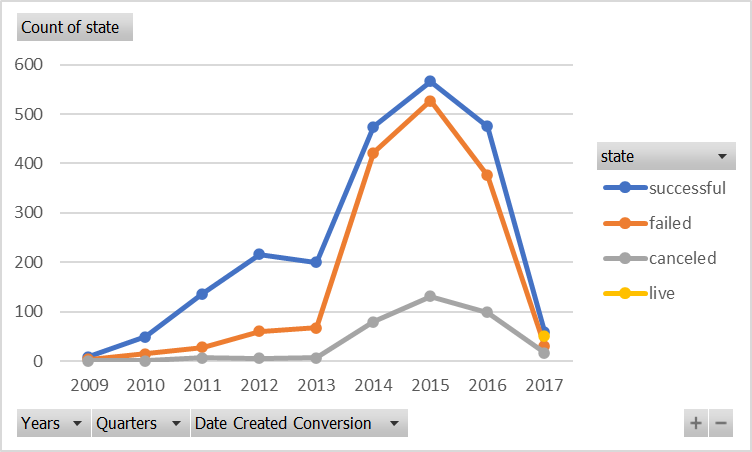 Count of state
600
500
400
300
200
100
0
2009 2010 2011 2012 2013 2014 2015 2016 2017
state
successful
failed
canceled
live
Years Quarters Date Created Conversion